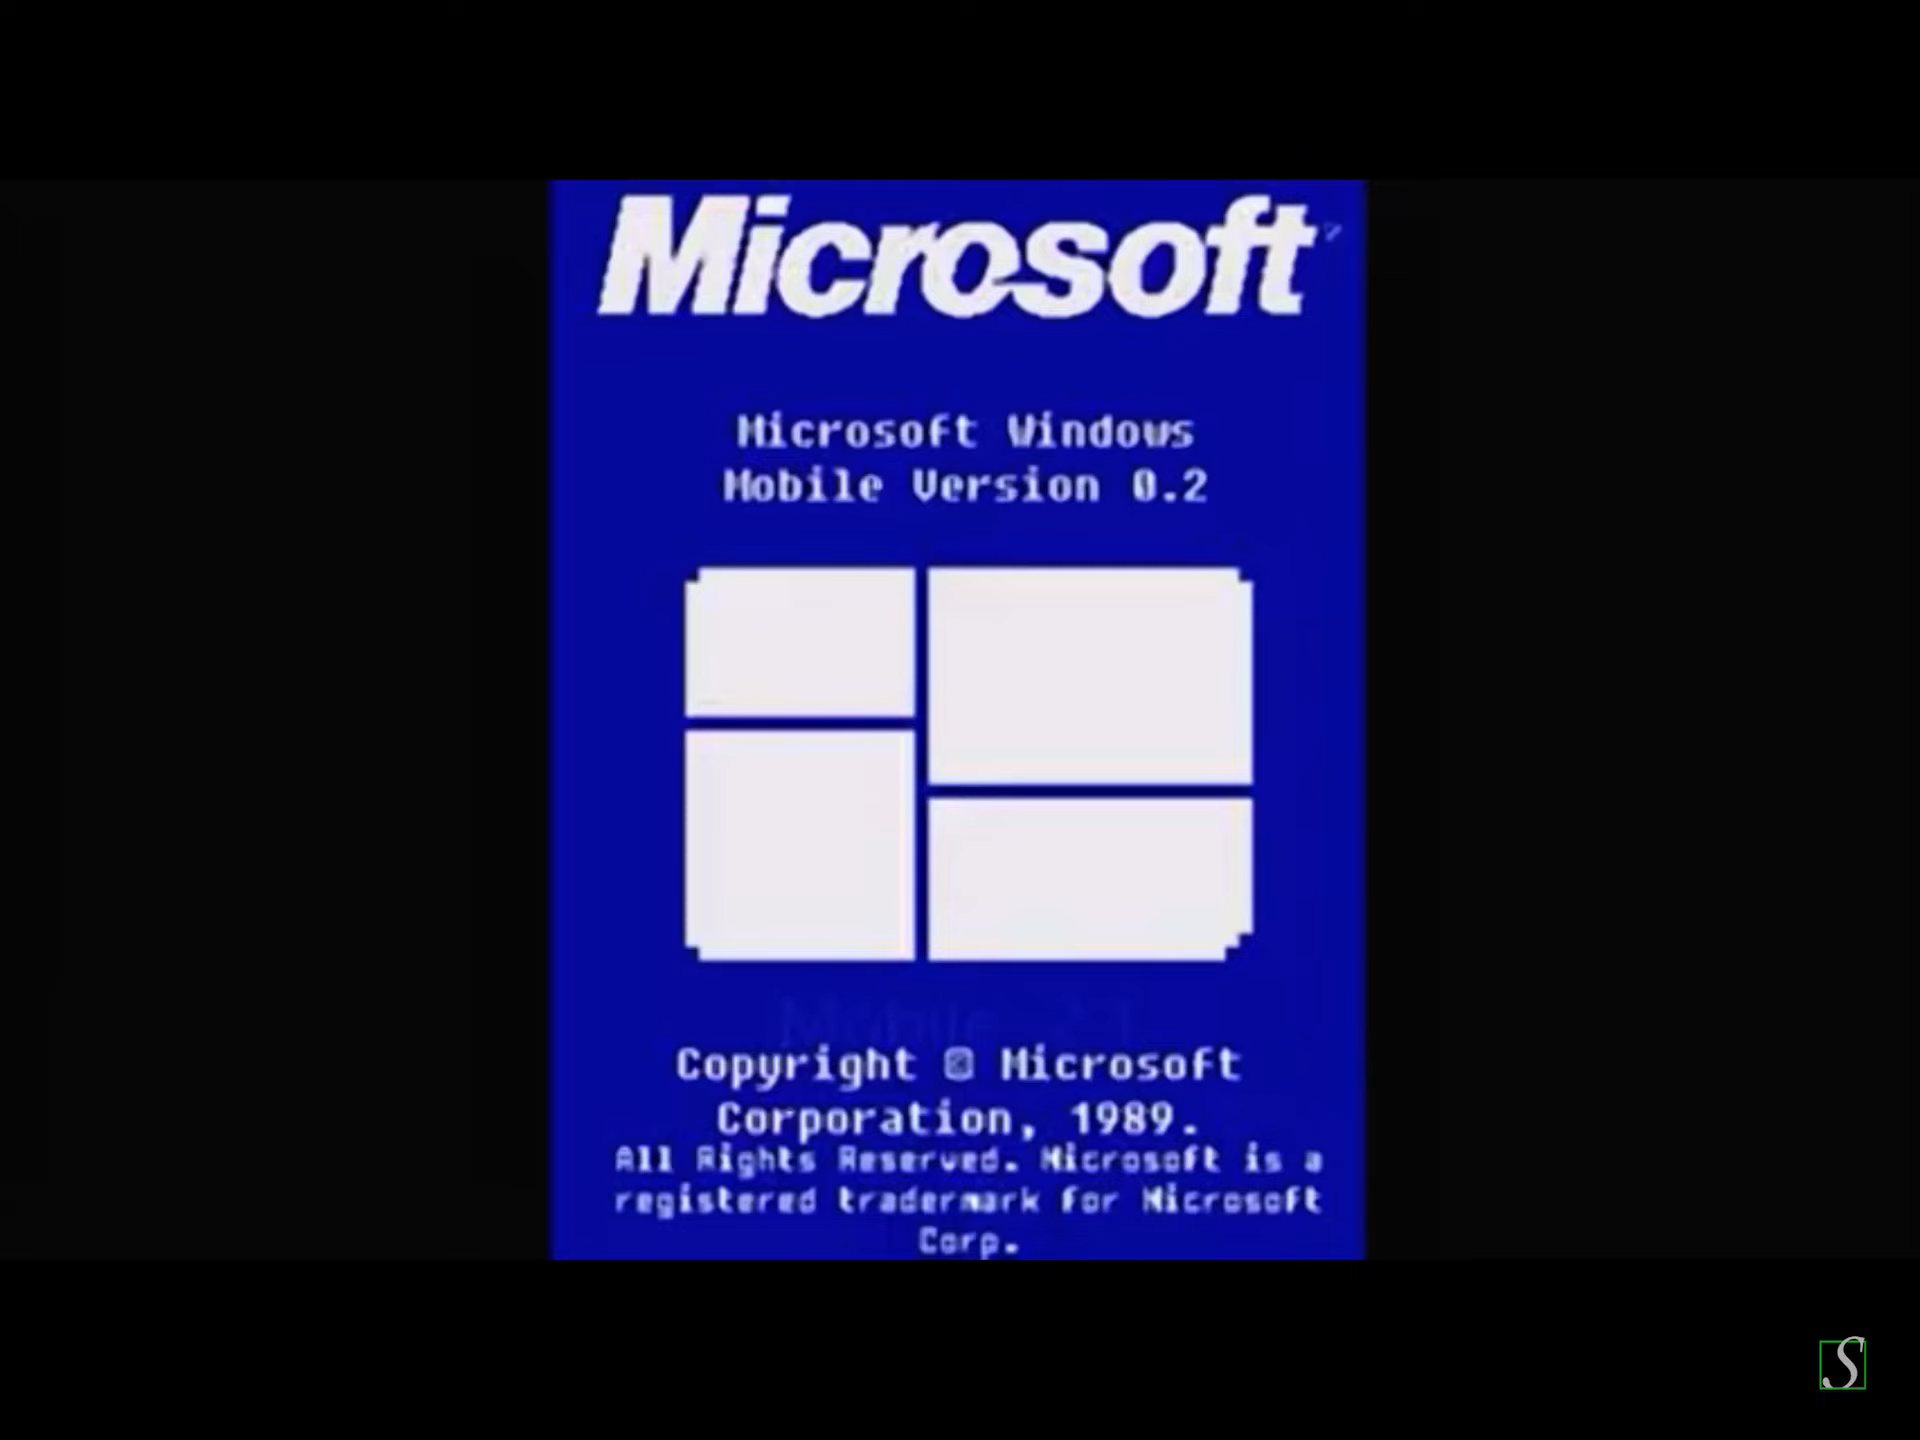 Microsoft
Microsoft Windows
Mobile Version 0.2
Copyright © Microsoft
Corporation, 1989.
All Rights Reserved. Microsoft is a
registered tradermark for Microsoft
Corp.
S